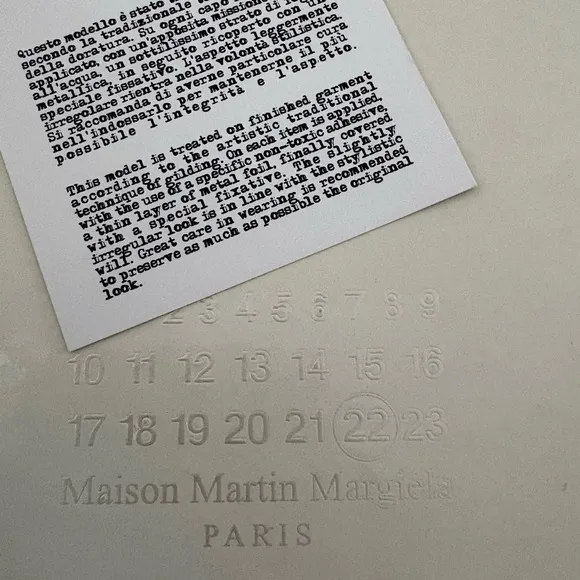 Questo modello è stato
secondo la tradizionale
della doratura. Su ogni capo
applicato, con un'apposita missione
all'acqua, un sottilissimo strato di
metallica, in seguito ricoperto con uno
speciale fissativo. L'aspetto leggermente
irregolare rientra nella volontà stilistica.
Si raccomanda di averne particolare cura
nell'indossarlo per mantenerne il più
possibile l'integrità e l'aspetto.
This model is treated on finished garment
according to the artistic traditional
technique of gilding. On each item is applied,
with the use of a specific non-toxic adhesive,
a thin layer of metal foil, finally covered
with a special fixative. The slightly
irregular look is in line with the stylistic
will. Great care in wearing is recommended
to preserve as much as possible the original
look.
2 3 4 5 6 7 8 9
10 11 12 13 14 15 16
17 18 19 20 21 22 23
Maison Martin Margiela
PARIS